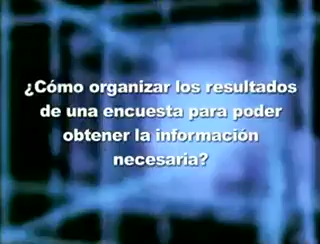 ¿Cómo organizar los resultados
de una encuesta para poder
obtener la información
necesaria?